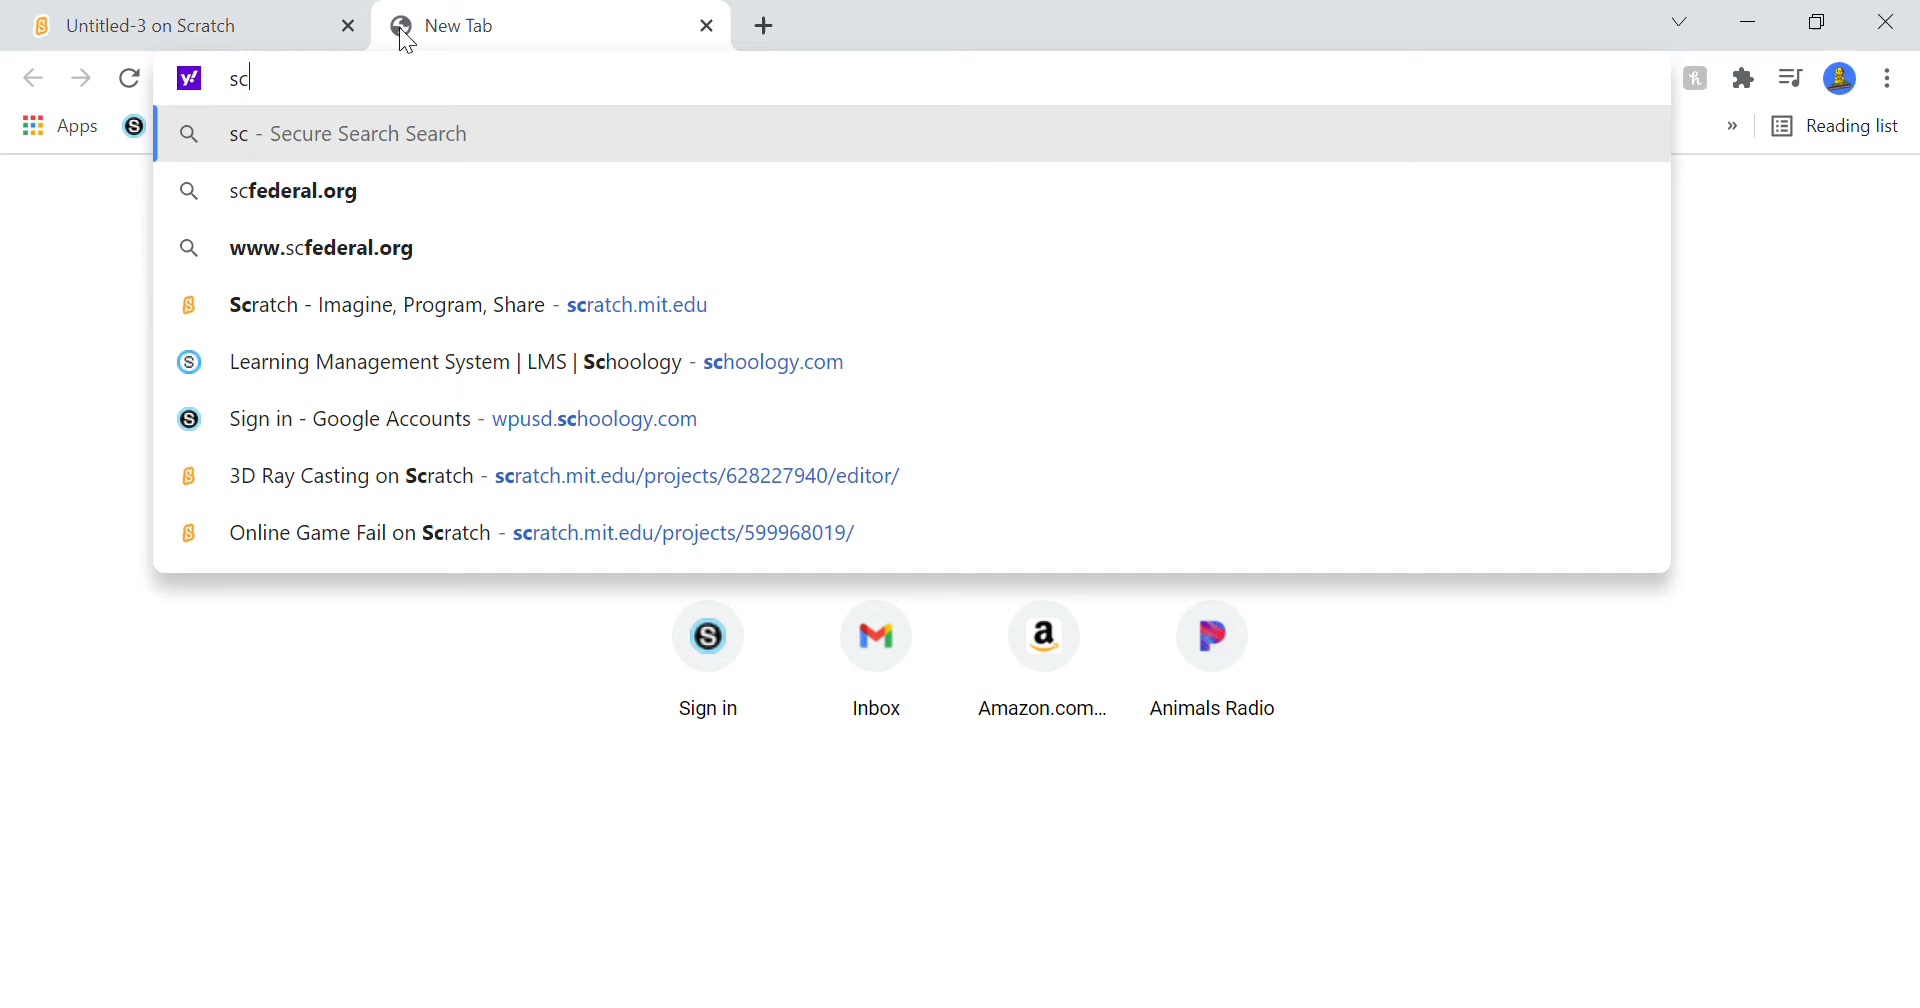 Untitled-3 on Scratch
New Tab
y!
sc
h
Apps
S
Reading list
sc - Secure Search Search
scfederal.org
www.scfederal.org
Scratch - Imagine, Program, Share - scratch.mit.edu
Learning Management System | LMS | Schoology - schoology.com
Sign in - Google Accounts - wpusd.schoology.com
3D Ray Casting on Scratch - scratch.mit.edu/projects/628227940/editor/
Online Game Fail on Scratch - scratch.mit.edu/projects/599968019/
Sign in
Inbox
Amazon.com...
Animals Radio